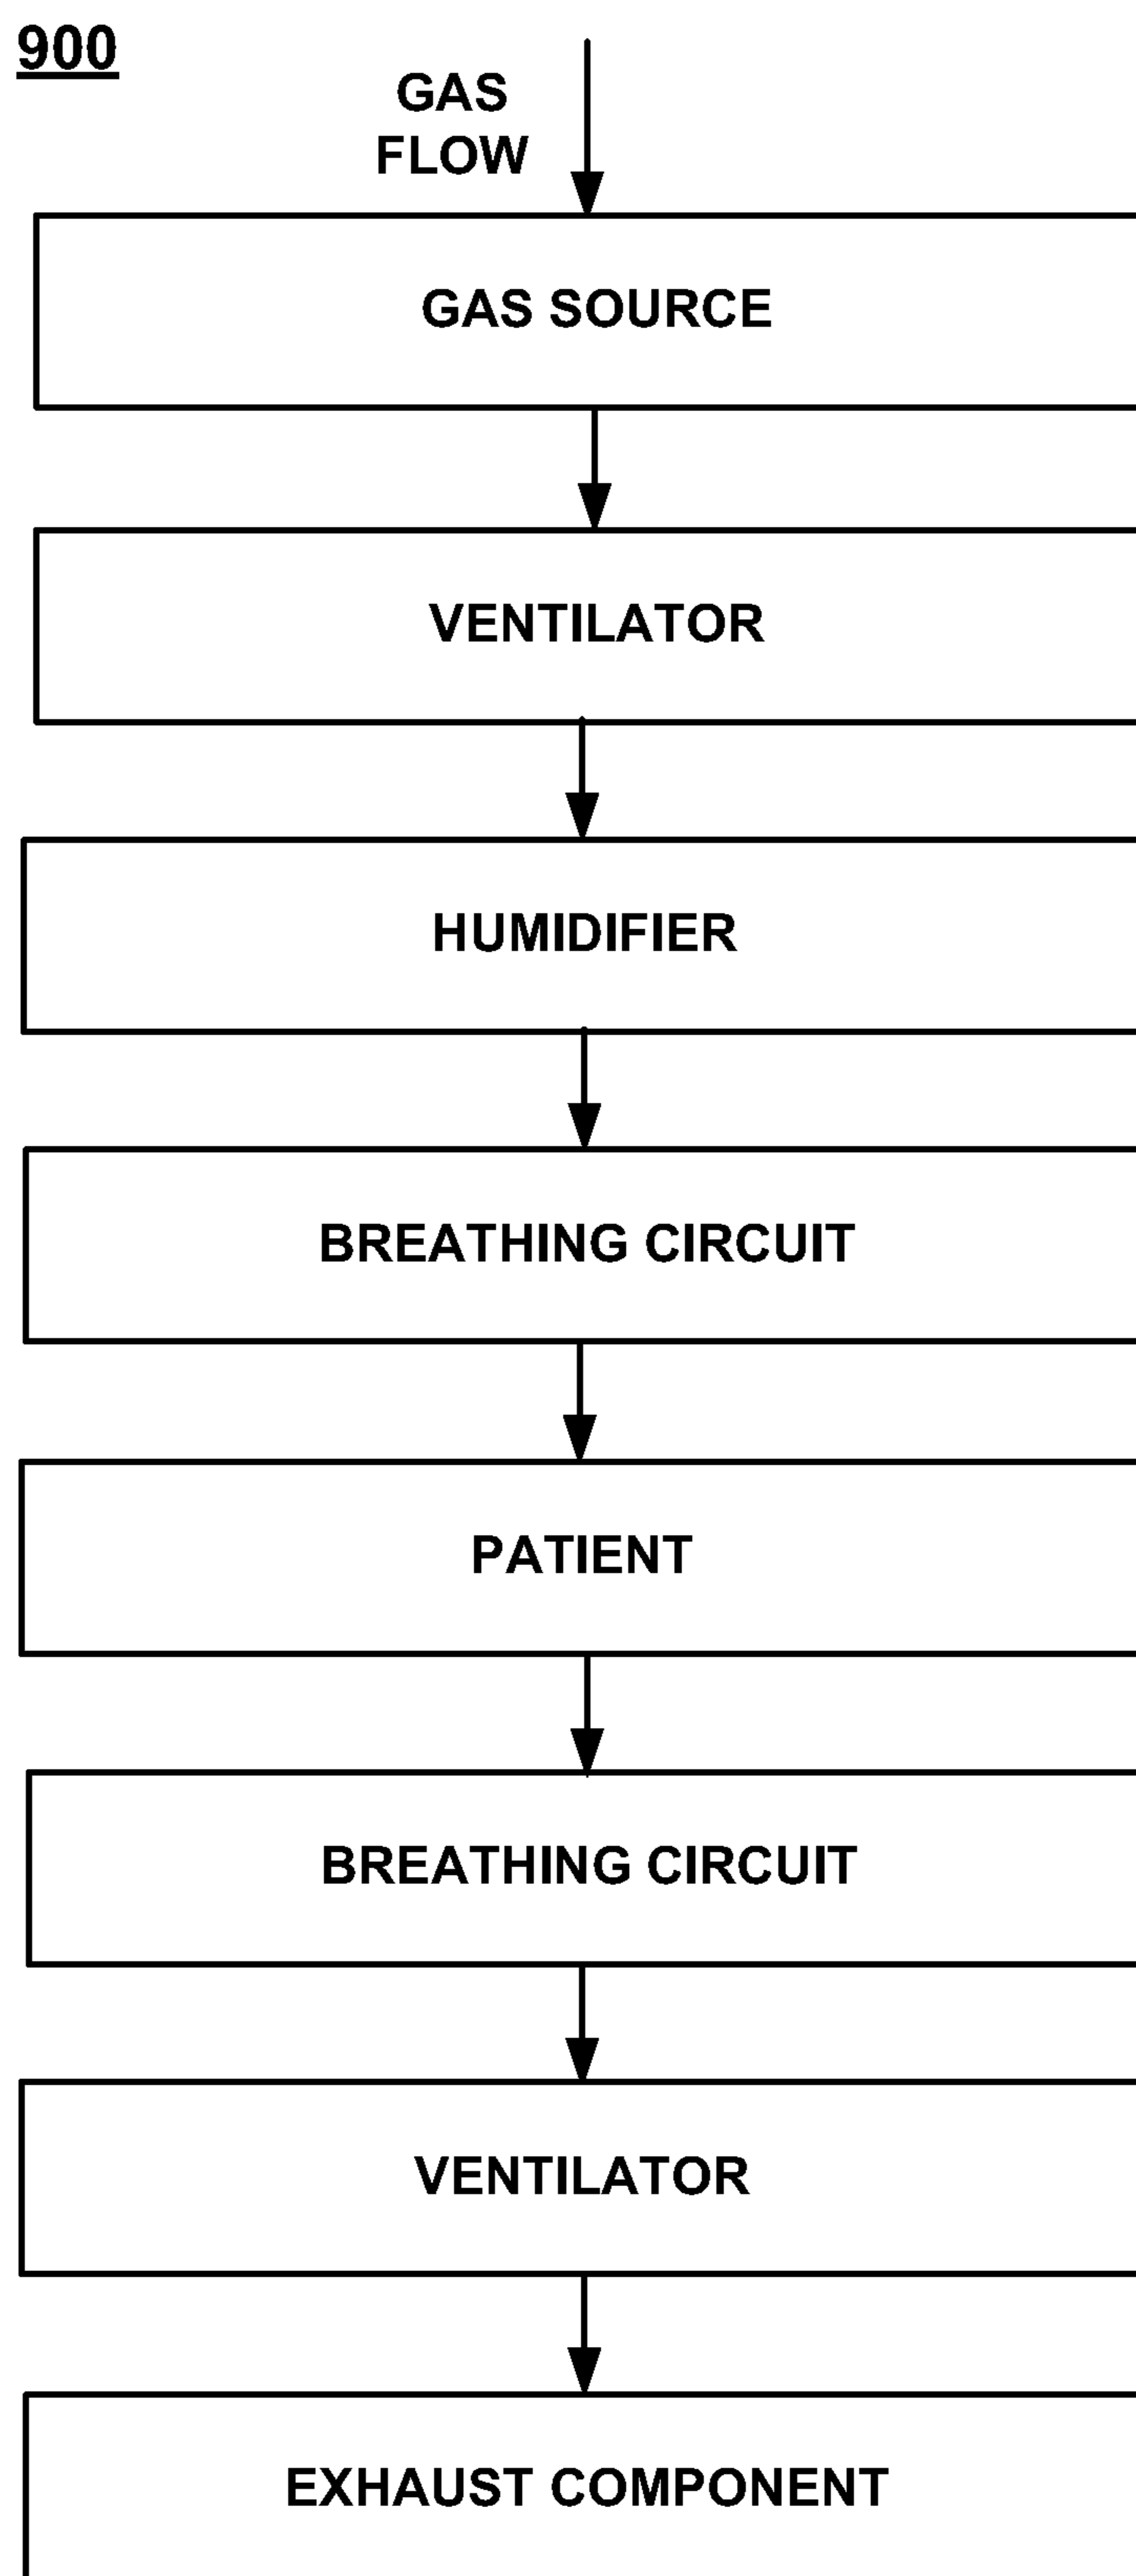 900
GAS
FLOW
GAS SOURCE
VENTILATOR
HUMIDIFIER
BREATHING CIRCUIT
PATIENT
BREATHING CIRCUIT
VENTILATOR
EXHAUST COMPONENT